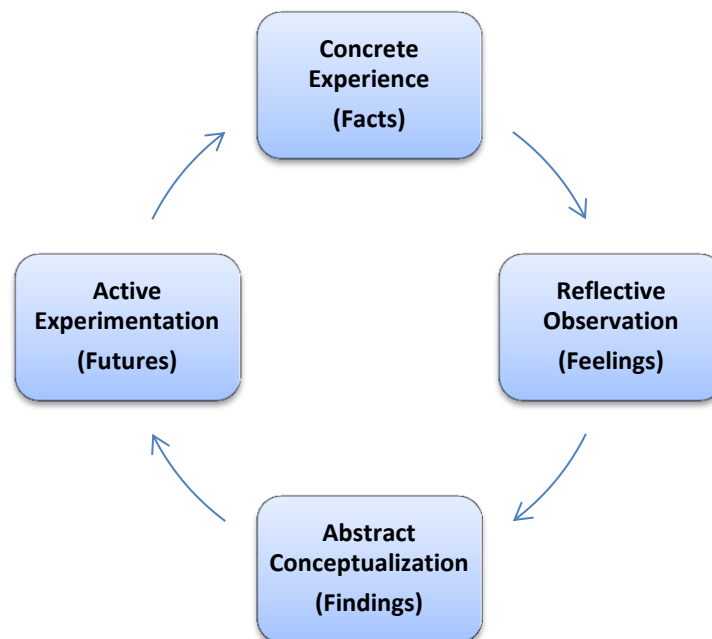 Concrete
Experience
(Facts)
Active
Experimentation
(Futures)
Reflective
Observation
(Feelings)
Abstract
Conceptualization
(Findings)